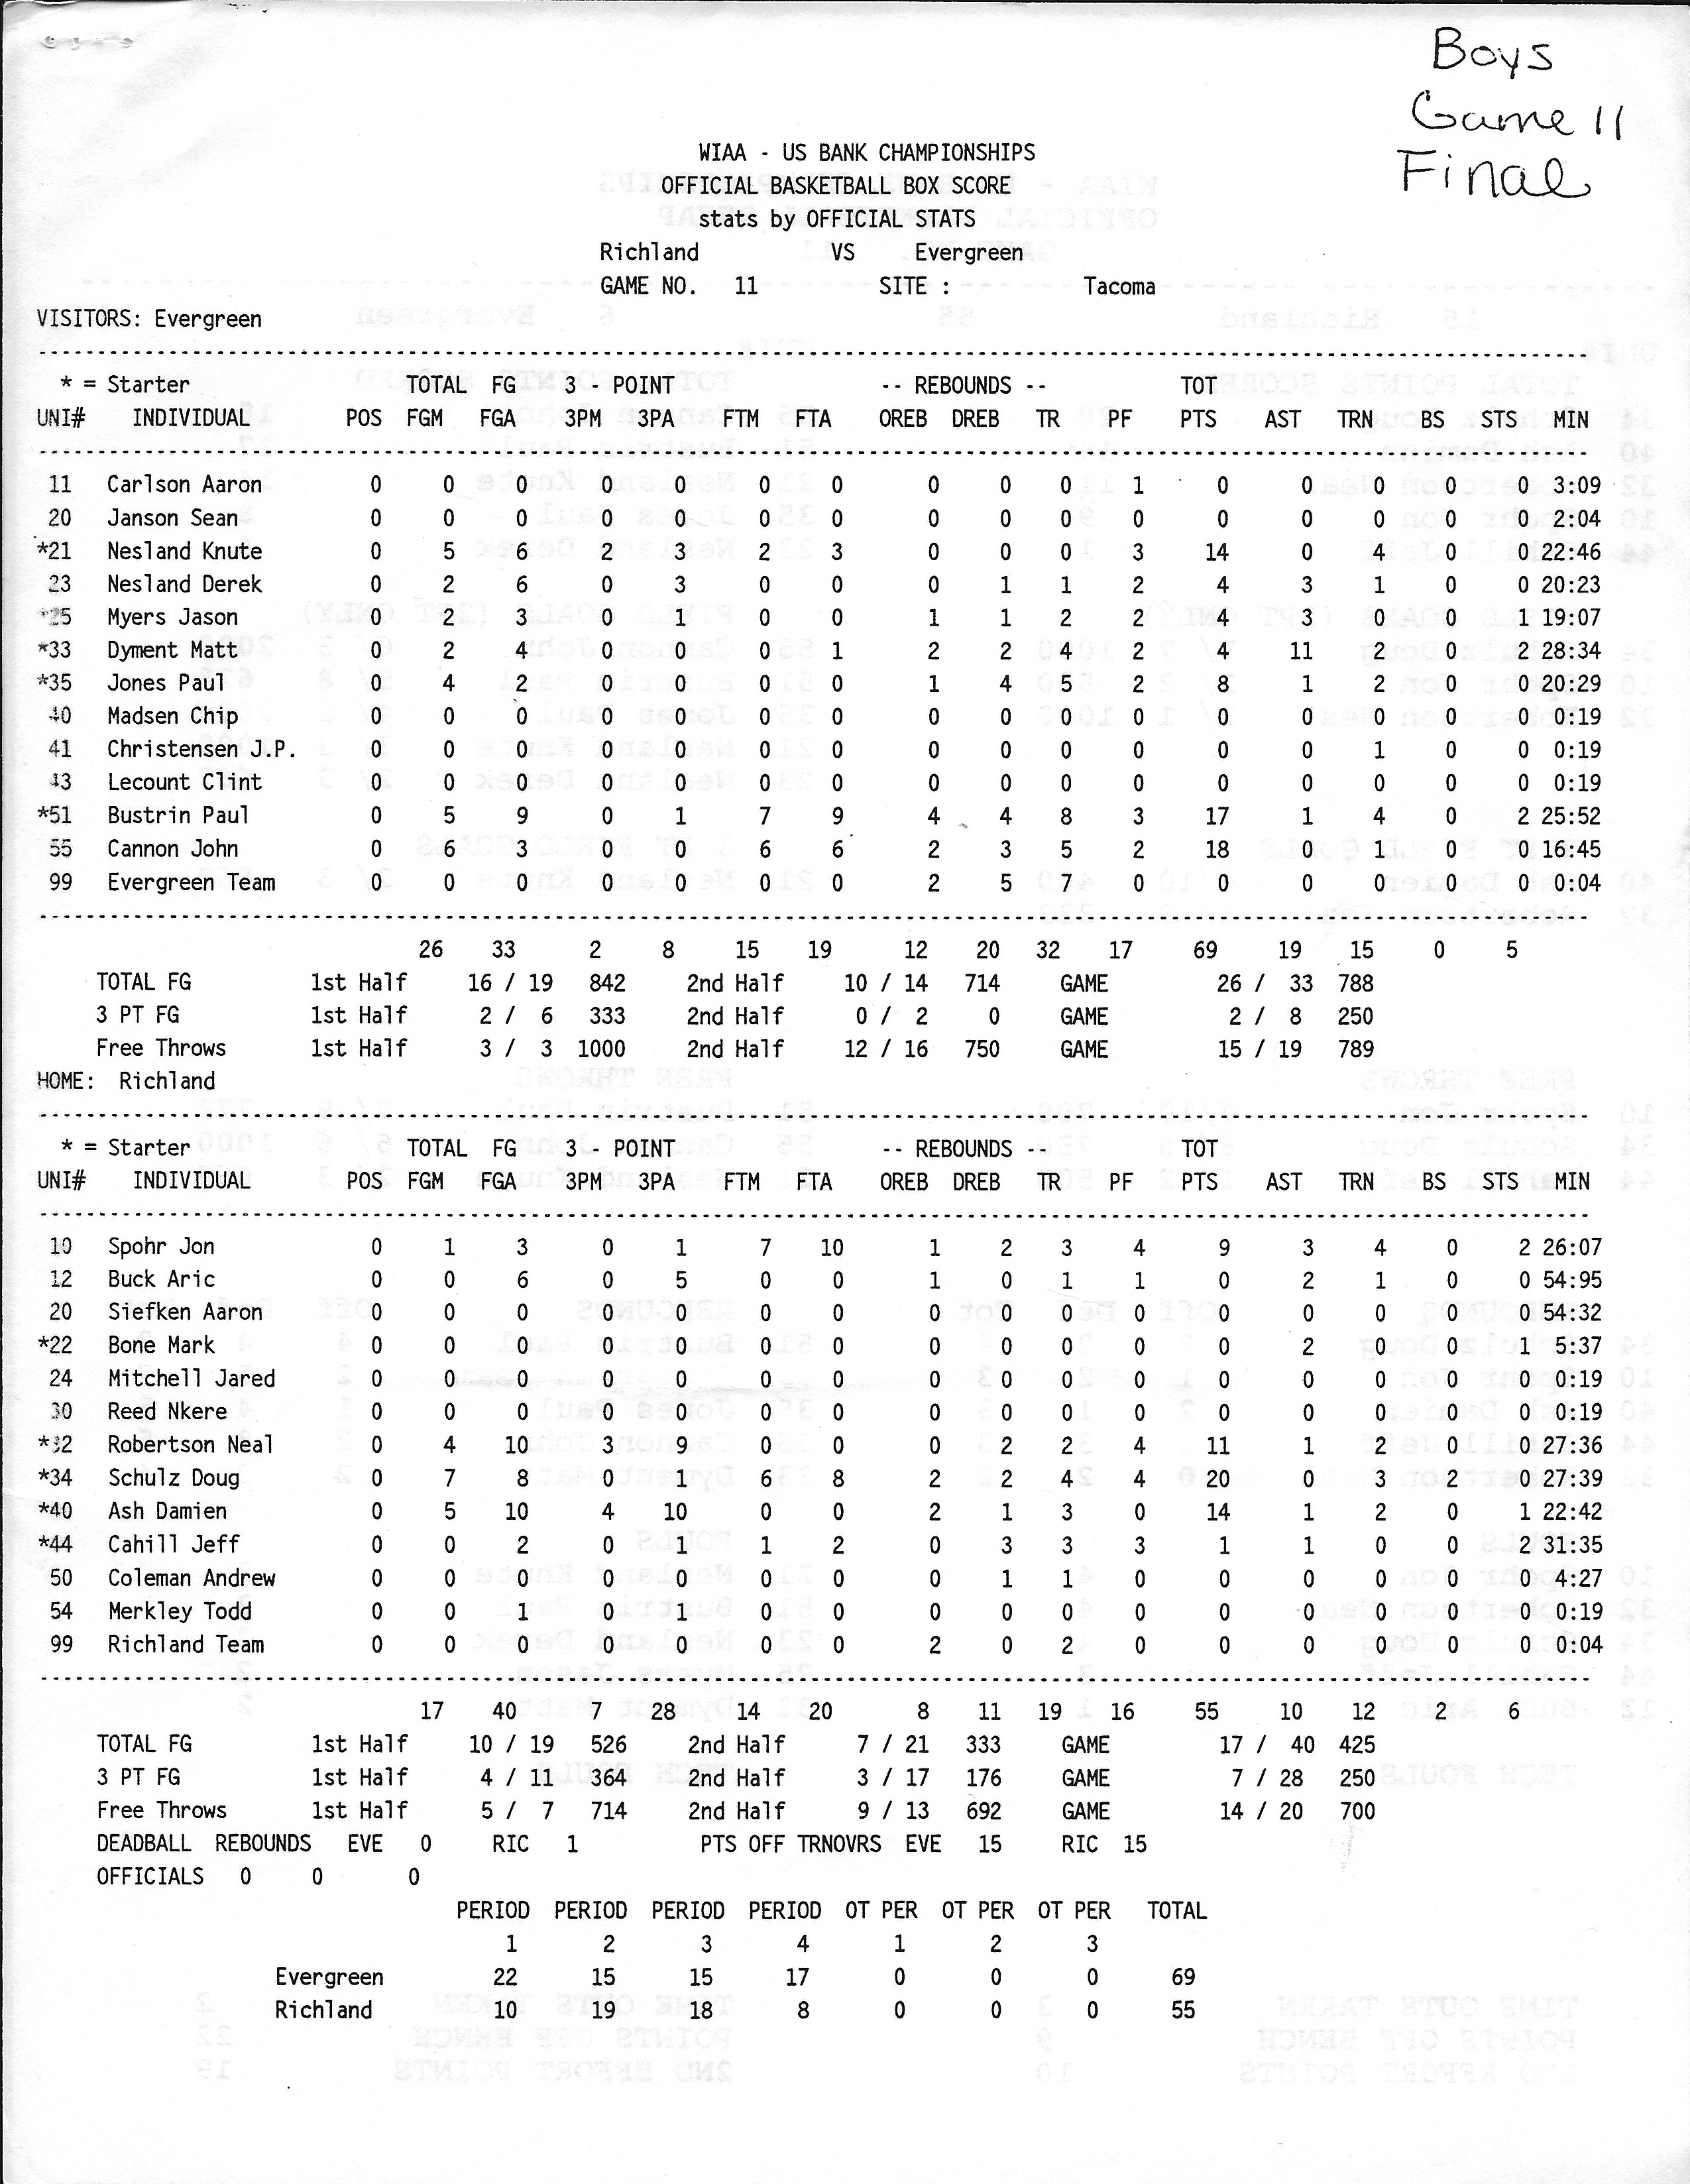 Boys
Game 11
Final
WIAA - US BANK CHAMPIONSHIPS
OFFICIAL BASKETBALL BOX SCORE
stats by OFFICIAL STATS
Richland VS Evergreen
GAME NO. 11 SITE : Tacoma
VISITORS: Evergreen
* = Starter TOTAL FG 3 - POINT -- REBOUNDS -- TOT
UNI# INDIVIDUAL POS FGM FGA 3PM 3PA FTM FTA OREB DREB TR PF PTS AST TRN BS STS MIN
11 Carlson Aaron 0 0 0 0 0 0 0 0 0 0 1 0 0 0 0 0 3:09
20 Janson Sean 0 0 0 0 0 0 0 0 0 0 0 0 0 0 0 0 2:04
*21 Nesland Knute 0 5 6 2 3 2 3 0 0 0 3 14 0 4 0 0 22:46
23 Nesland Derek 0 2 6 0 3 0 0 0 1 1 2 4 3 1 0 0 20:23
*25 Myers Jason 0 2 3 0 1 0 0 1 1 2 2 4 3 0 0 1 19:07
*33 Dyment Matt 0 2 4 0 0 0 1 2 2 4 2 4 11 2 0 2 28:34
*35 Jones Paul 0 4 2 0 0 0 0 1 4 5 2 8 1 2 0 0 20:29
40 Madsen Chip 0 0 0 0 0 0 0 0 0 0 0 0 0 0 0 0 0:19
41 Christensen J.P. 0 0 0 0 0 0 0 0 0 0 0 0 0 1 0 0 0:19
43 Lecount Clint 0 0 0 0 0 0 0 0 0 0 0 0 0 0 0 0 0:19
*51 Bustrin Paul 0 5 9 0 1 7 9 4 4 8 3 17 1 4 0 2 25:52
55 Cannon John 0 6 3 0 0 6 6 2 3 5 2 18 0 1 0 0 16:45
99 Evergreen Team 0 0 0 0 0 0 0 2 5 7 0 0 0 0 0 0 0:04
26 33 2 8 15 19 12 20 32 17 69 19 15 0 5
TOTAL FG 1st Half 16 / 19 842 2nd Half 10 / 14 714 GAME 26 / 33 788
3 PT FG 1st Half 2 / 6 333 2nd Half 0 / 2 0 GAME 2 / 8 250
Free Throws 1st Half 3 / 3 1000 2nd Half 12 / 16 750 GAME 15 / 19 789
HOME: Richland
* = Starter TOTAL FG 3 - POINT -- REBOUNDS -- TOT
UNI# INDIVIDUAL POS FGM FGA 3PM 3PA FTM FTA OREB DREB TR PF PTS AST TRN BS STS MIN
10 Spohr Jon 0 1 3 0 1 7 10 1 2 3 4 9 3 4 0 2 26:07
12 Buck Aric 0 0 6 0 5 0 0 1 0 1 1 0 2 1 0 0 54:95
20 Siefken Aaron 0 0 0 0 0 0 0 0 0 0 0 0 0 0 0 0 54:32
*22 Bone Mark 0 0 0 0 0 0 0 0 0 0 0 0 2 0 0 1 5:37
24 Mitchell Jared 0 0 0 0 0 0 0 0 0 0 0 0 0 0 0 0 0:19
30 Reed Nkere 0 0 0 0 0 0 0 0 0 0 0 0 0 0 0 0 0:19
*32 Robertson Neal 0 4 10 3 9 0 0 0 2 2 4 11 1 2 0 0 27:36
*34 Schulz Doug 0 7 8 0 1 6 8 2 2 4 4 20 0 3 2 0 27:39
*40 Ash Damien 0 5 10 4 10 0 0 2 1 3 0 14 1 2 0 1 22:42
*44 Cahill Jeff 0 0 2 0 1 1 2 0 3 3 3 1 1 0 0 2 31:35
50 Coleman Andrew 0 0 0 0 0 0 0 0 1 1 0 0 0 0 0 0 4:27
54 Merkley Todd 0 0 1 0 1 0 0 0 0 0 0 0 0 0 0 0 0:19
99 Richland Team 0 0 0 0 0 0 0 2 0 2 0 0 0 0 0 0 0:04
17 40 7 28 14 20 8 11 19 16 55 10 12 2 6
TOTAL FG 1st Half 10 / 19 526 2nd Half 7 / 21 333 GAME 17 / 40 425
3 PT FG 1st Half 4 / 11 364 2nd Half 3 / 17 176 GAME 7 / 28 250
Free Throws 1st Half 5 / 7 714 2nd Half 9 / 13 692 GAME 14 / 20 700
DEADBALL REBOUNDS EVE 0 RIC 1 PTS OFF TRNOVRS EVE 15 RIC 15
OFFICIALS 0 0 0
PERIOD PERIOD PERIOD PERIOD OT PER OT PER OT PER TOTAL
1 2 3 4 1 2 3
Evergreen 22 15 15 17 0 0 0 69
Richland 10 19 18 8 0 0 0 55